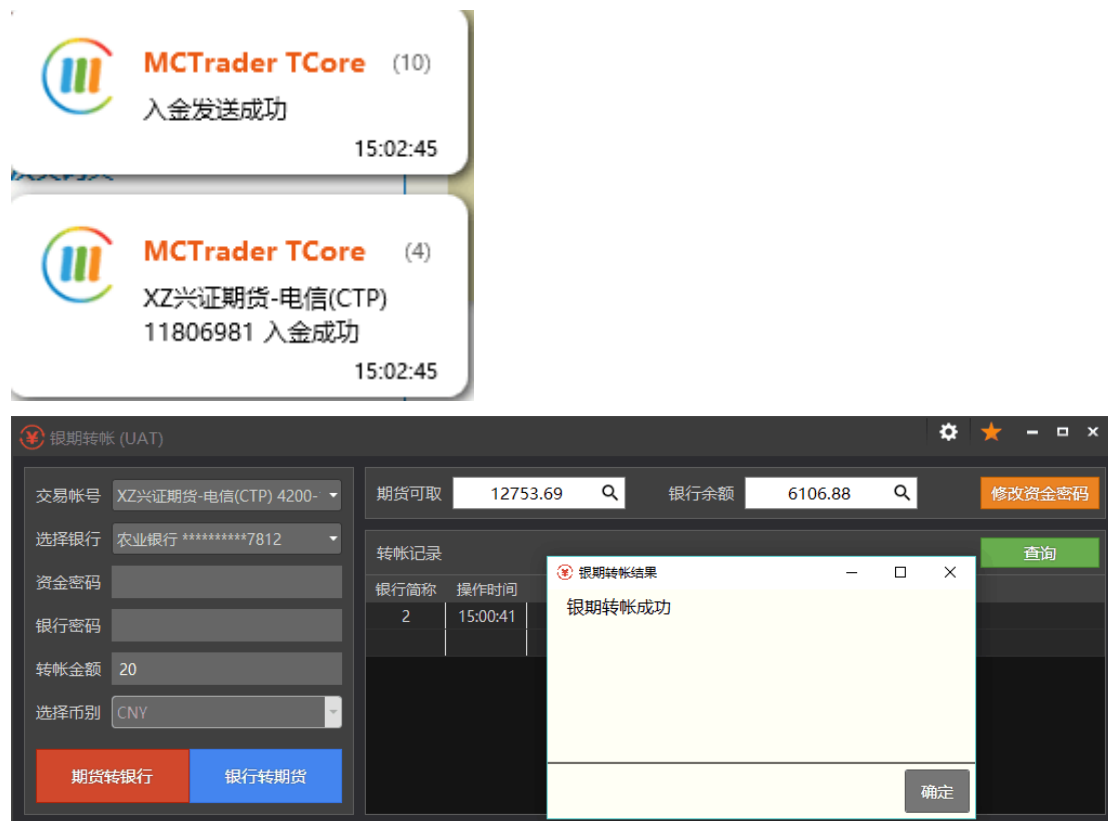 MCTrader TCore (10)
入金发送成功
15:02:45
MCTrader TCore (4)
XZ兴证期货-电信(CTP)
11806981 入金成功
15:02:45
银期转帐 (UAT)
交易帐号 XZ兴证期货-电信(CTP) 4200-
期货可取 12753.69 银行余额 6106.88 修改资金密码
选择银行 农业银行 **********7812
转帐记录 查询
资金密码
银行简称 操作时间
银行密码
2 15:00:41
转帐金额 20
选择币别 CNY
期货转银行 银行转期货
银期转帐结果
银期转帐成功
确定